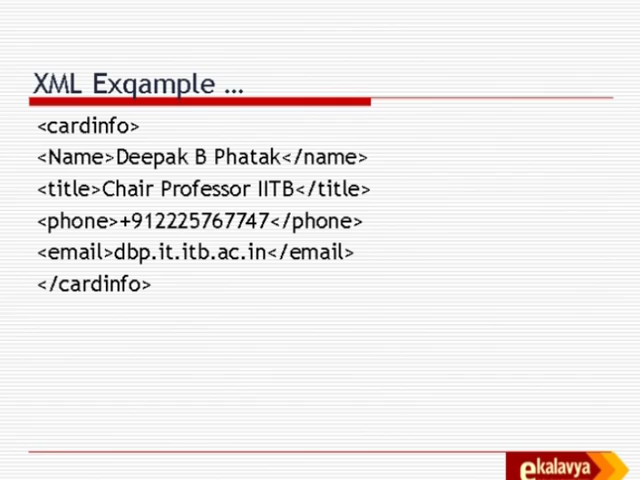 XML Exqample ...
<cardinfo>
<Name>Deepak B Phatak</name>
<title>Chair Professor IITB</title>
<phone>+912225767747</phone>
<email>dbp.it.itb.ac.in</email>
</cardinfo>
ekalavya